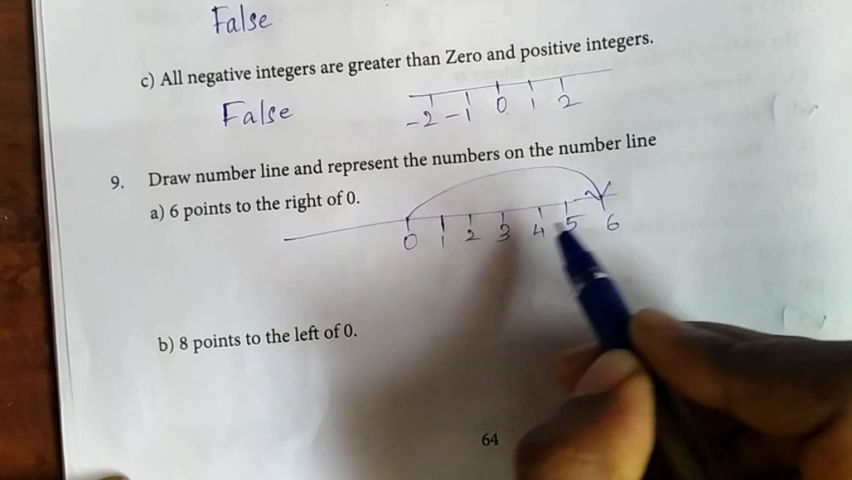 False
c) All negative integers are greater than Zero and positive integers.
False
-2 -1 0 1 2
9. Draw number line and represent the numbers on the number line
a) 6 points to the right of 0.
0 1 2 3 4 5 6
b) 8 points to the left of 0.
64